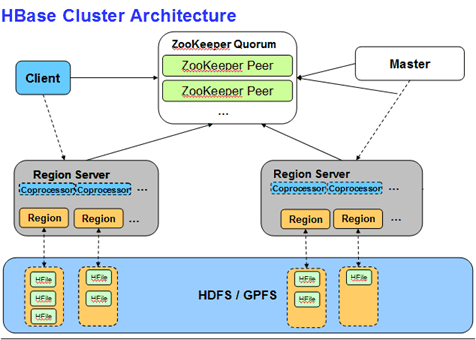 HBase Cluster Architecture
ZooKeeper Quorum
ZooKeeper Peer
ZooKeeper Peer
...
Client
Master
Region Server
Coprocessor Coprocessor ...
Region Region ...
Region Server
Coprocessor Coprocessor ...
Region Region ...
HFile
HFile
HFile
HFile
HFile
HDFS / GPFS
HFile
HFile
HFile